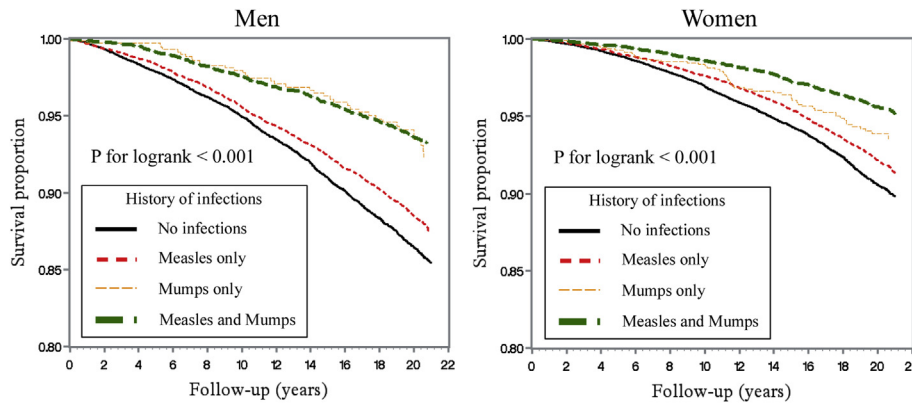 Men
Survival proportion
1.00
0.95
0.90
0.85
0.80
P for logrank < 0.001
History of infections
No infections
Measles only
Mumps only
Measles and Mumps
0 2 4 6 8 10 12 14 16 18 20 22
Follow-up (years)
Women
Survival proportion
1.00
0.95
0.90
0.85
0.80
P for logrank < 0.001
History of infections
No infections
Measles only
Mumps only
Measles and Mumps
0 2 4 6 8 10 12 14 16 18 20 22
Follow-up (years)